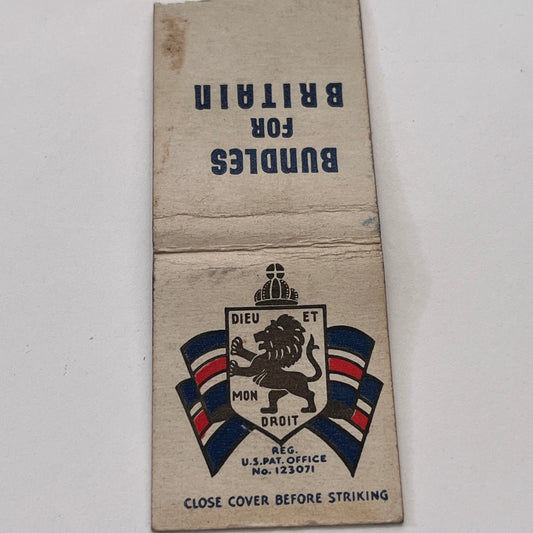 BUNDLES
FOR
BRITAIN
DIEU ET
MON
DROIT
REG.
U.S. PAT. OFFICE
No. 123071
CLOSE COVER BEFORE STRIKING